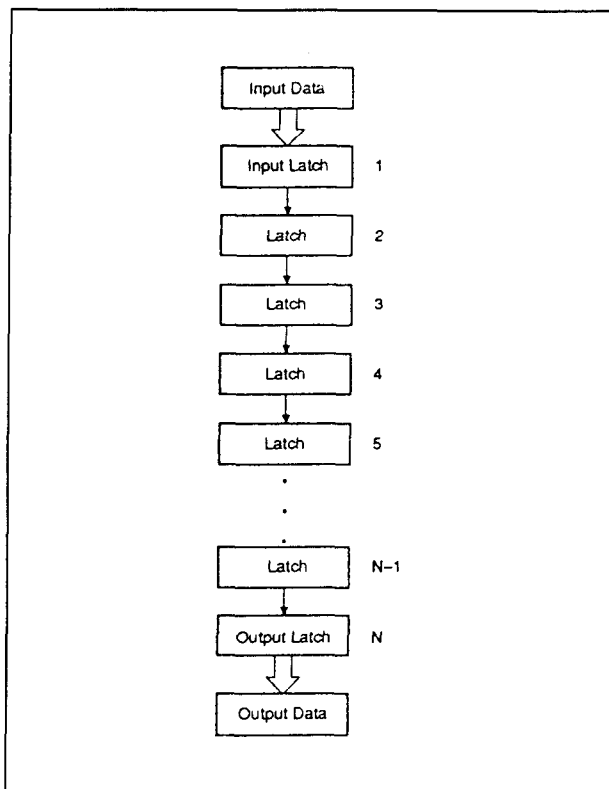 Input Data
Input Latch 1
Latch 2
Latch 3
Latch 4
Latch 5
Latch N–1
Output Latch N
Output Data